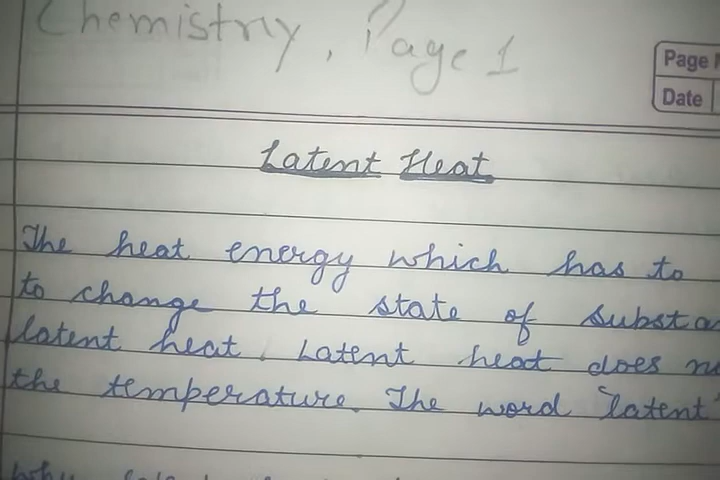 Chemistry, Page 1
Page
Date
Latent Heat
The heat energy which has to
to change the state of
latent heat. Latent heat does
the temperature. The word "latent"
Why